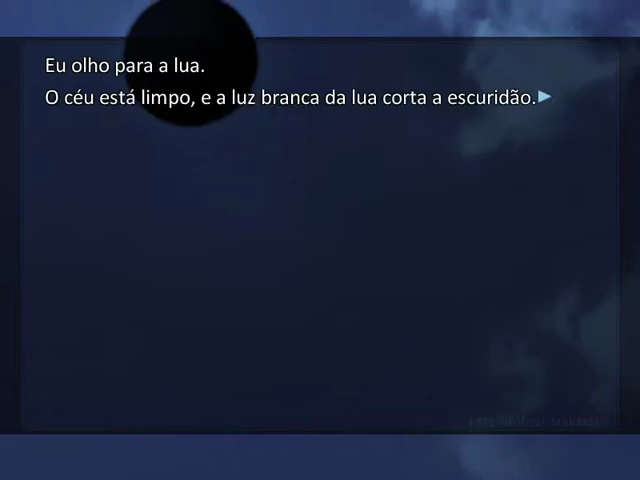 Eu olho para a lua.
O céu está limpo, e a luz branca da lua corta a escuridão.